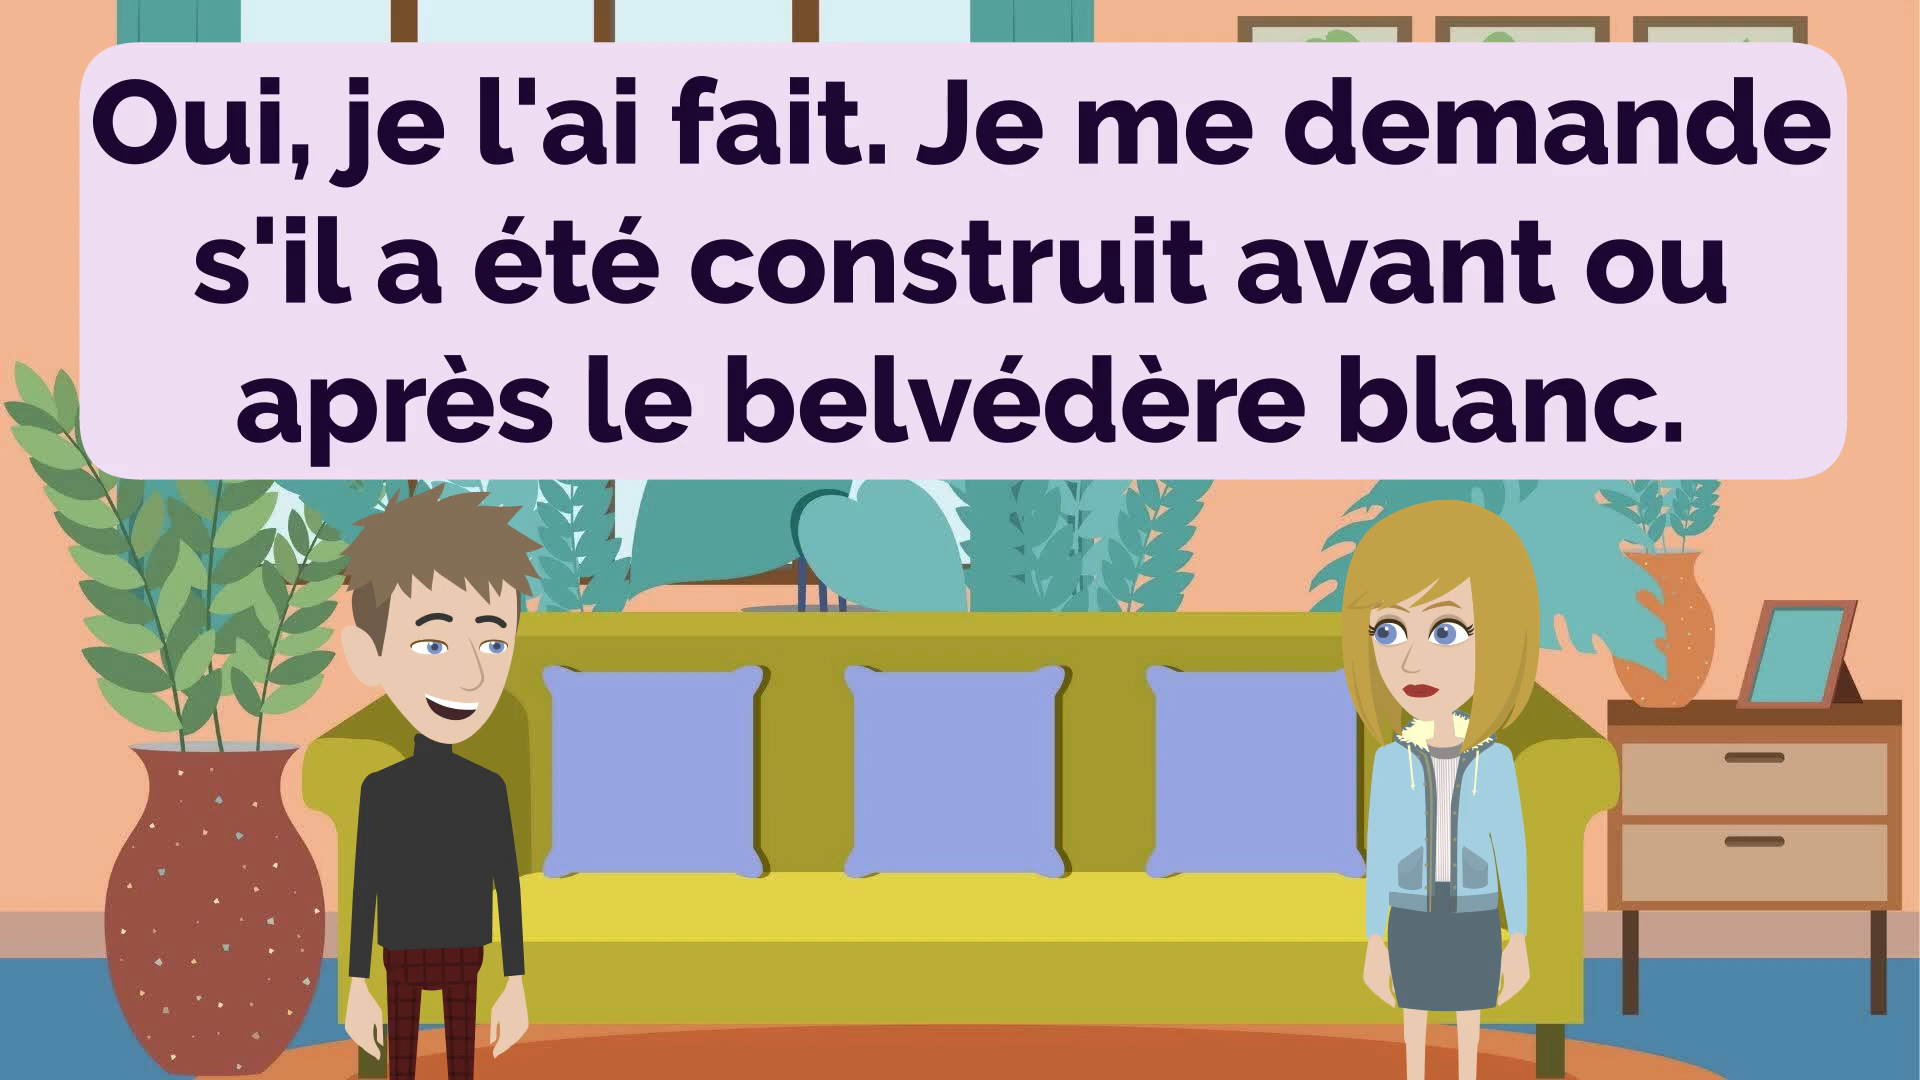 Oui, je l'ai fait. Je me demande
s'il a été construit avant ou
après le belvédère blanc.